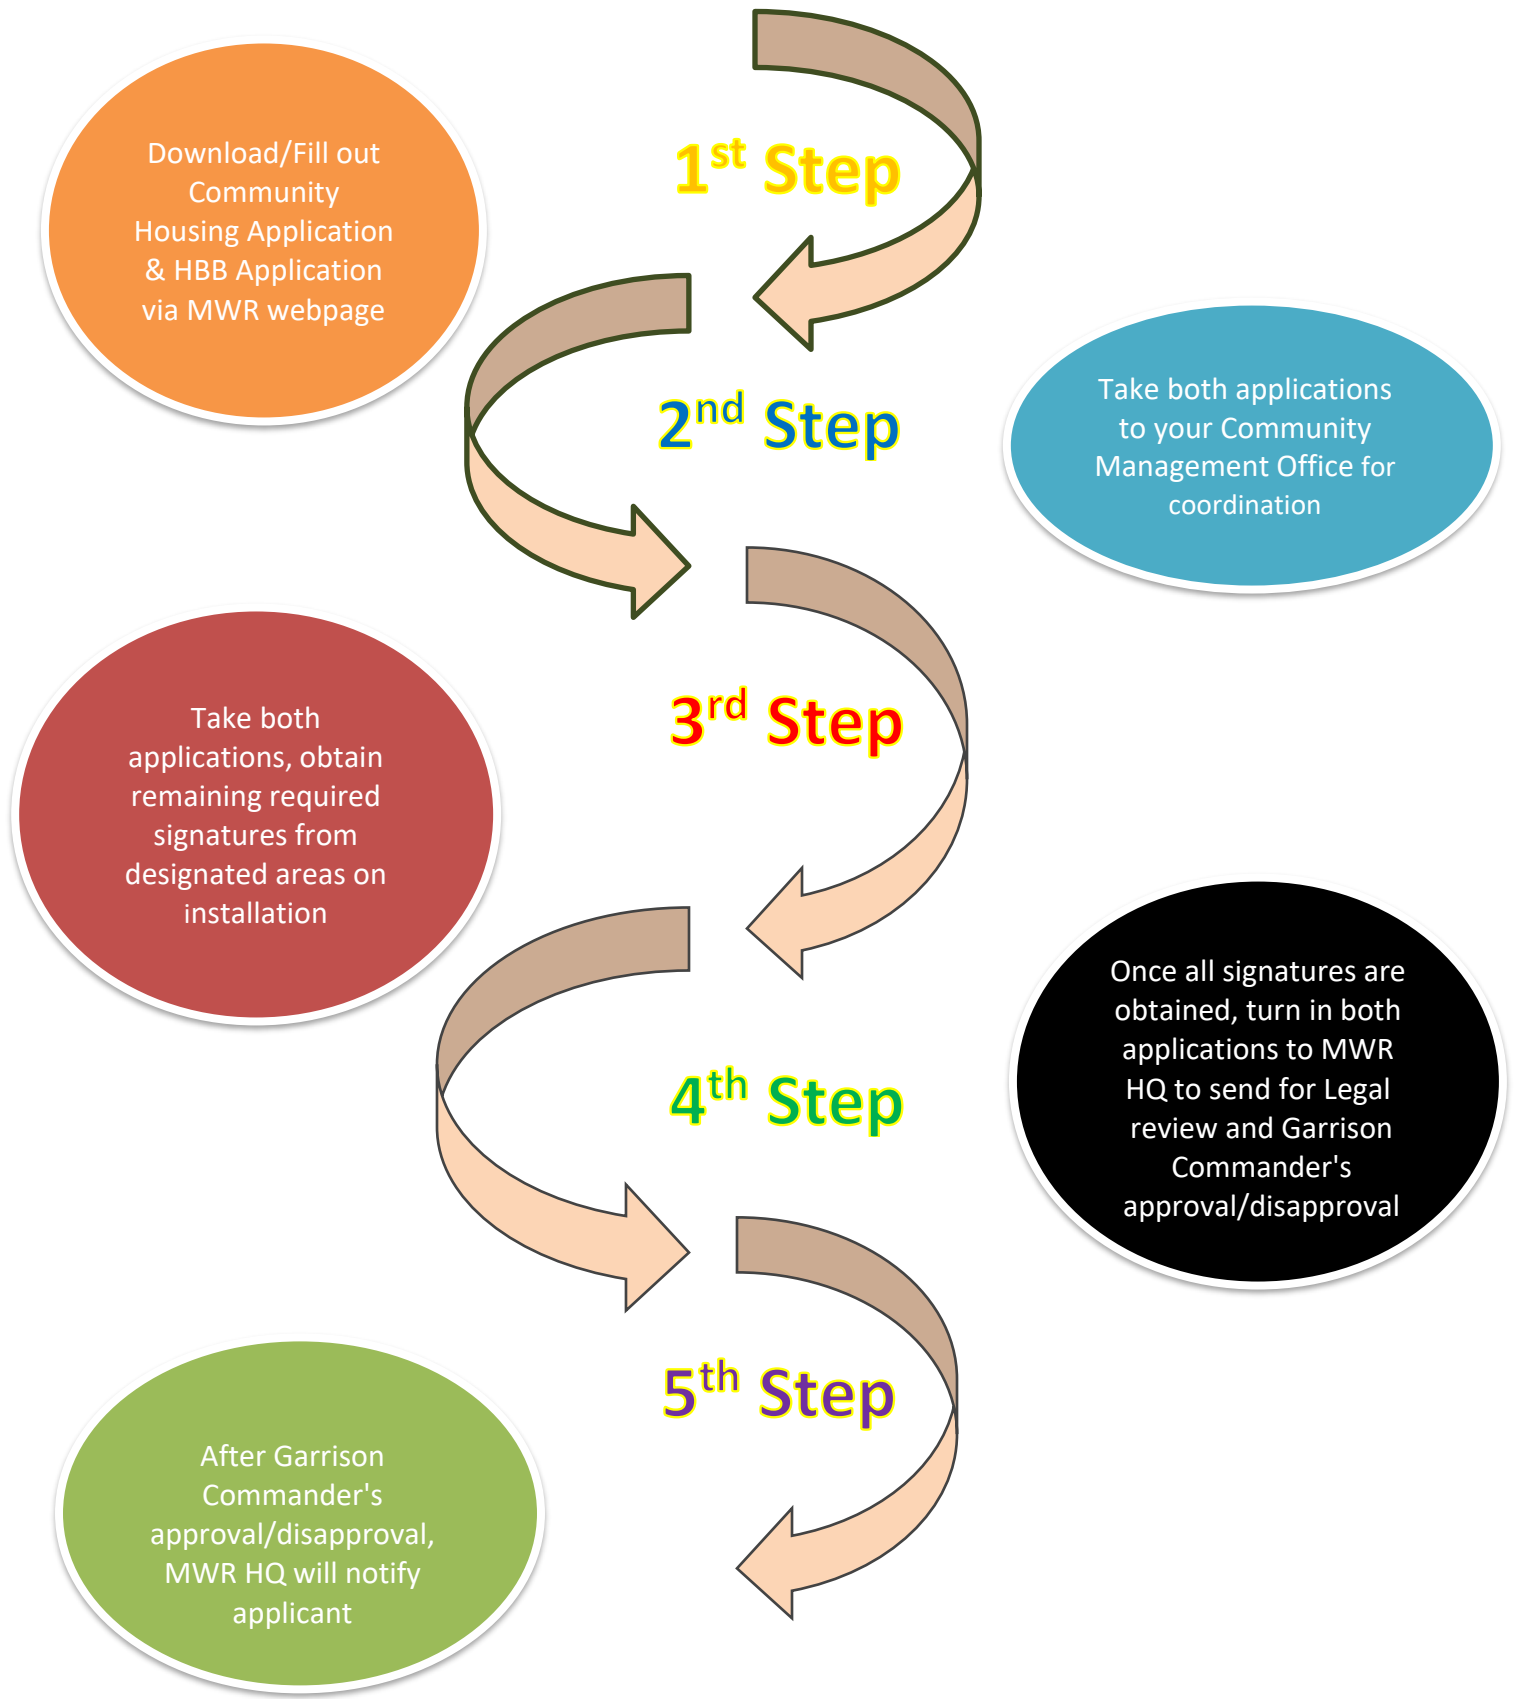 1st Step
Download/Fill out
Community
Housing Application
& HBB Application
via MWR webpage
2nd Step
Take both applications
to your Community
Management Office for
coordination
3rd Step
Take both
applications, obtain
remaining required
signatures from
designated areas on
installation
4th Step
Once all signatures are
obtained, turn in both
applications to MWR
HQ to send for Legal
review and Garrison
Commander's
approval/disapproval
5th Step
After Garrison
Commander's
approval/disapproval,
MWR HQ will notify
applicant